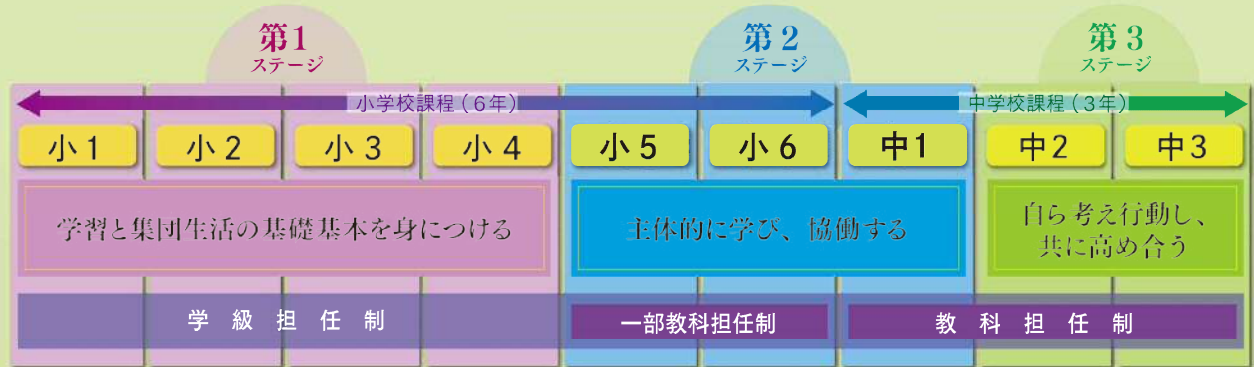 第1
ステージ
第2
ステージ
第3
ステージ
小学校課程(6年)
中学校課程(3年)
小1
小2
小3
小4
小5
小6
中1
中2
中3
学習と集団生活の基礎基本を身につける
主体的に学び、協働する
自ら考え行動し、
共に高め合う
学級担任制
一部教科担任制
教科担任制